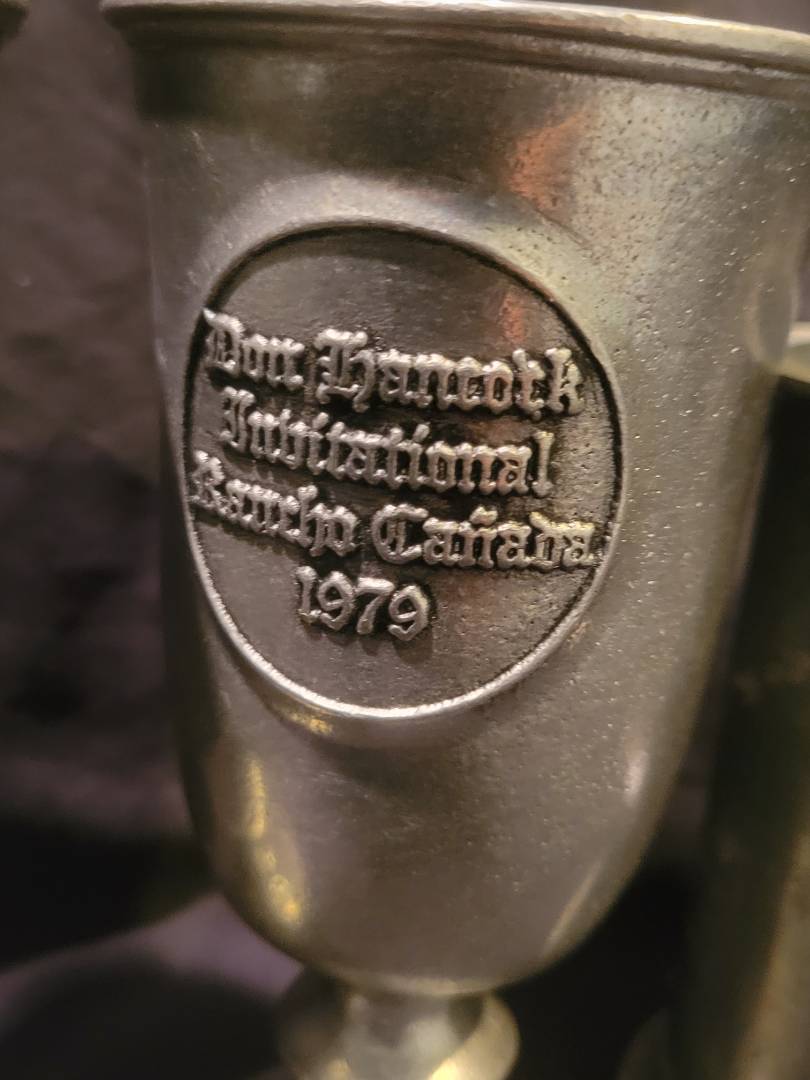 Don Hancock
Invitational
Rancho Cañada
1979